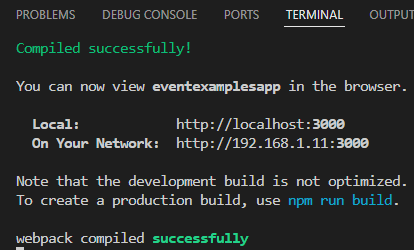 PROBLEMS DEBUG CONSOLE PORTS TERMINAL OUTPUT
Compiled successfully!
You can now view eventexamplesapp in the browser.
Local: http://localhost:3000
On Your Network: http://192.168.1.11:3000
Note that the development build is not optimized.
To create a production build, use npm run build.
webpack compiled successfully